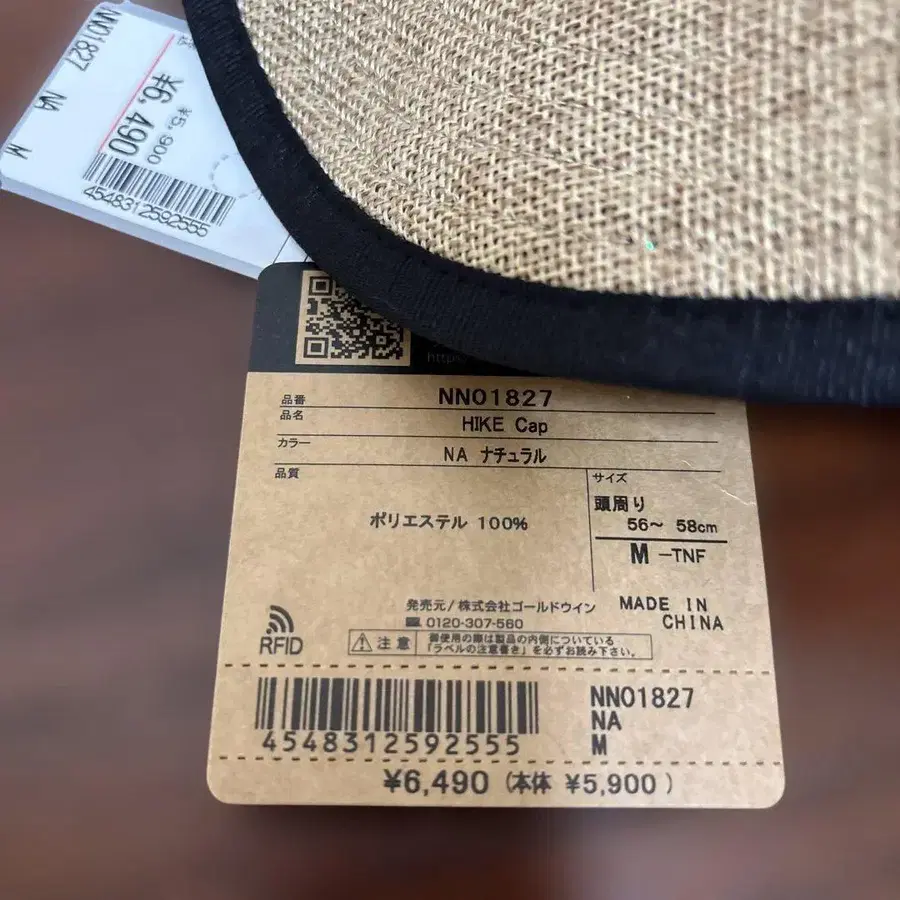 NN01827 NA M
¥6,490
¥5,900
4548312592555
https:/
品番 NN01827
品名 HIKE Cap
カラー NA ナチュラル
品質 ポリエステル 100%
サイズ
頭周り
56～ 58cm
M -TNF
発売元/株式会社ゴールドウイン
0120-307-560
MADE IN
CHINA
RFID
注意 御使用の際は製品の内側についている
「ラベルの注意書き」を必ずお読み下さい。
4548312592555
NN01827
NA
M
¥6,490 (本体 ¥5,900 )